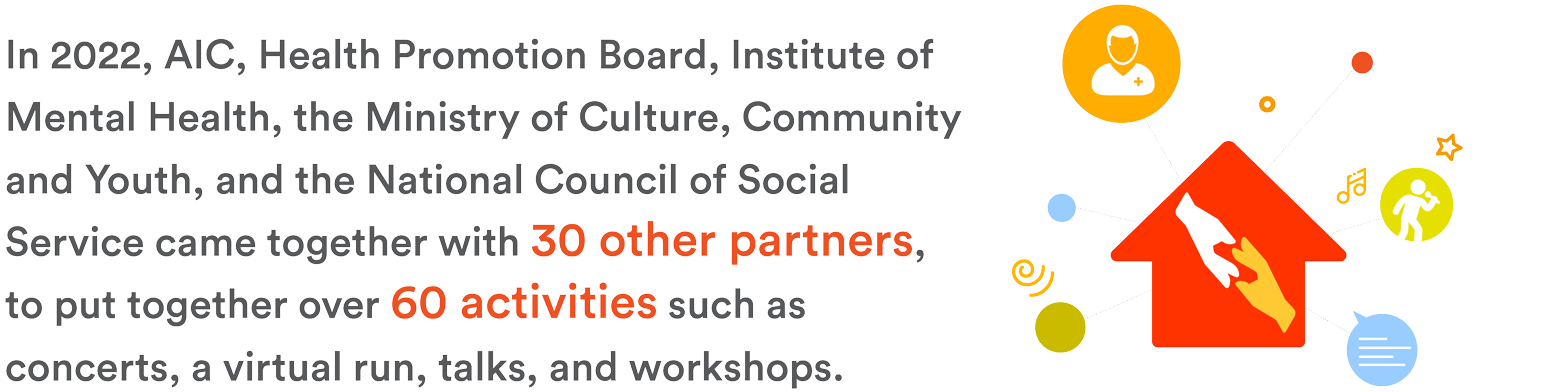 In 2022, AIC, Health Promotion Board, Institute of
Mental Health, the Ministry of Culture, Community
and Youth, and the National Council of Social
Service came together with 30 other partners,
to put together over 60 activities such as
concerts, a virtual run, talks, and workshops.